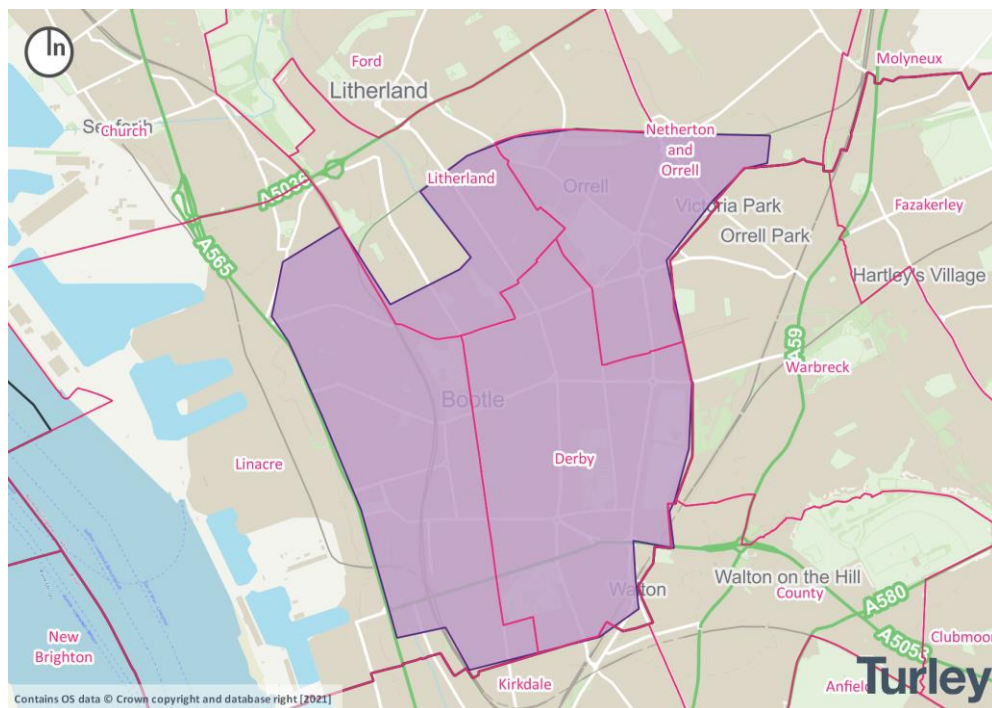 n
Ford
Litherland
Molyneux
Seaforth
Church
Netherton
and
Orrell
A5036
Litherland
Orrell
Victoria Park
Orrell Park
Fazakerley
A565
Hartley's Village
A59
Warbreck
Bootle
Linacre
Derby
Walton
Walton on the Hill
County
A580
A5058
Clubmoor
New
Brighton
Kirkdale
Anfield
Turley
Contains OS data © Crown copyright and database right [2021]